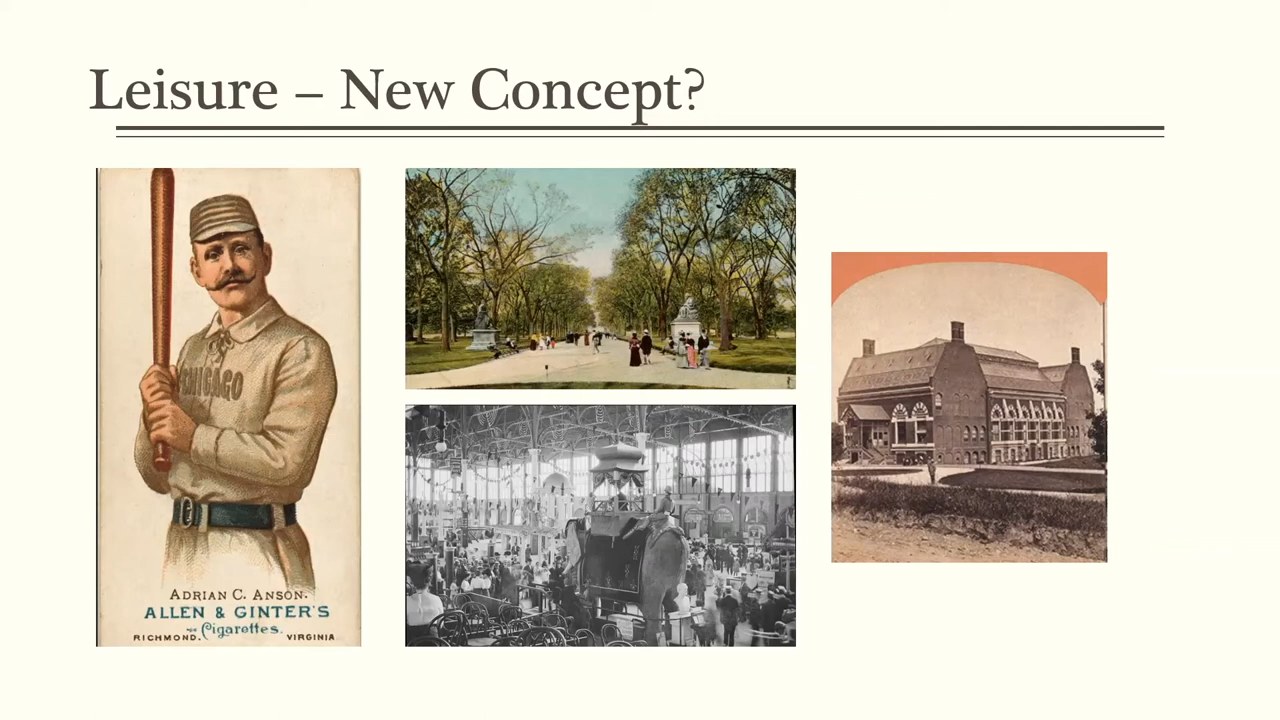 Leisure – New Concept?
CHICAGO
ADRIAN C. ANSON.
ALLEN & GINTER'S
Cigarettes.
RICHMOND. VIRGINIA